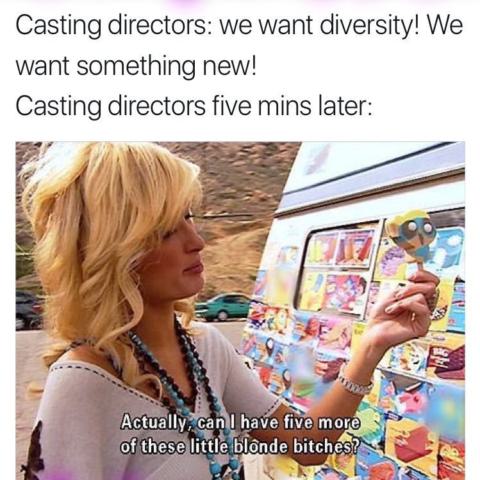 Casting directors: we want diversity! We
want something new!
Casting directors five mins later:
Actually, can I have five more
of these little blonde bitches?